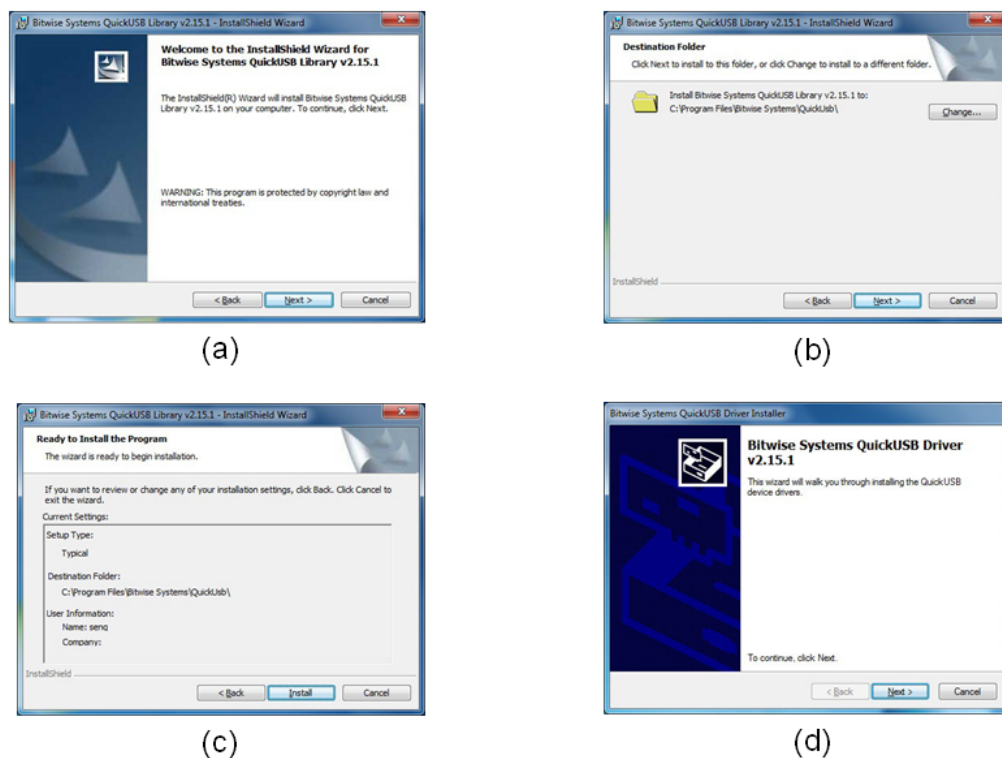 Bitwise Systems QuickUSB Library v2.15.1 - InstallShield Wizard
Welcome to the InstallShield Wizard for
Bitwise Systems QuickUSB Library v2.15.1
The InstallShield(R) Wizard will install Bitwise Systems QuickUSB
Library v2.15.1 on your computer. To continue, click Next.
WARNING: This program is protected by copyright law and
international treaties.
< Back Next > Cancel
(a)
Bitwise Systems QuickUSB Library v2.15.1 - InstallShield Wizard
Destination Folder
Click Next to install to this folder, or click Change to install to a different folder.
Install Bitwise Systems QuickUSB Library v2.15.1 to:
C:\Program Files\Bitwise Systems\QuickUsb\
Change...
InstallShield
< Back Next > Cancel
(b)
Bitwise Systems QuickUSB Library v2.15.1 - InstallShield Wizard
Ready to Install the Program
The wizard is ready to begin installation.
If you want to review or change any of your installation settings, click Back. Click Cancel to
exit the wizard.
Current Settings:
Setup Type:
Typical
Destination Folder:
C:\Program Files\Bitwise Systems\QuickUsb\
User Information:
Name: senq
Company:
InstallShield
< Back Install Cancel
(c)
Bitwise Systems QuickUSB Driver Installer
Bitwise Systems QuickUSB Driver
v2.15.1
This wizard will walk you through installing the QuickUSB
device drivers.
To continue, click Next.
< Back Next > Cancel
(d)